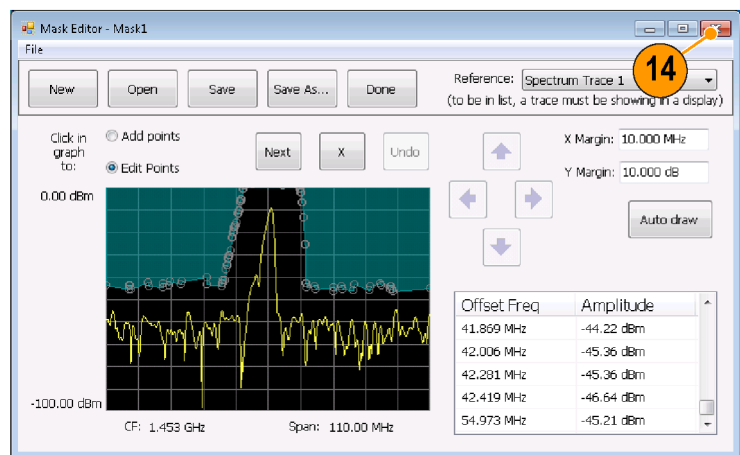 Mask Editor - Mask1
File
New
Open
Save
Save As...
Done
Reference:
Spectrum Trace 1
(to be in list, a trace must be showing in a display)
14
Click in
graph
to:
Add points
Edit Points
Next
X
Undo
X Margin: 10.000 MHz
Y Margin: 10.000 dB
Auto draw
0.00 dBm
-100.00 dBm
CF: 1.453 GHz
Span: 110.00 MHz
Offset Freq Amplitude
41.869 MHz -44.22 dBm
42.006 MHz -45.36 dBm
42.281 MHz -45.36 dBm
42.419 MHz -46.64 dBm
54.973 MHz -45.21 dBm